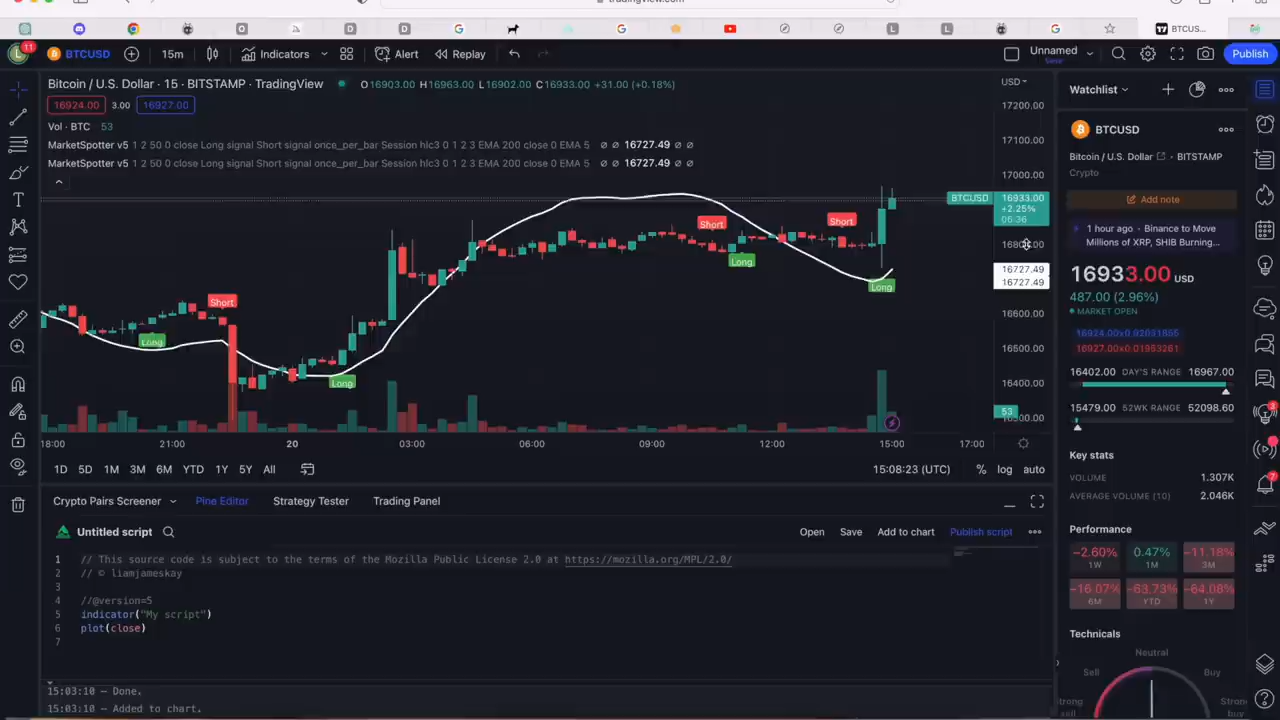 tradingview.com
BTCUS...
L 11 BTCUSD 15m Indicators Alert Replay Unnamed Save Publish
Bitcoin / U.S. Dollar · 15 · BITSTAMP · TradingView O16903.00 H16963.00 L16902.00 C16933.00 +31.00 (+0.18%)
16924.00 3.00 16927.00
Vol · BTC 53
MarketSpotter v5 1 2 50 0 close Long signal Short signal once_per_bar Session hlc3 0 1 2 3 EMA 200 close 0 EMA 5 ∅ ∅ 16727.49 ∅ ∅
MarketSpotter v5 1 2 50 0 close Long signal Short signal once_per_bar Session hlc3 0 1 2 3 EMA 200 close 0 EMA 5 ∅ ∅ 16727.49 ∅ ∅
Short
Short
Short
Long
Long
Long
Long
USD
17200.00
17100.00
17000.00
BTCUSD 16933.00
+2.25%
05:36
16727.49
16727.49
16600.00
16500.00
16400.00
53
18:00 21:00 20 03:00 06:00 09:00 12:00 15:00 17:00
1D 5D 1M 3M 6M YTD 1Y 5Y All 15:08:23 (UTC) % log auto
Crypto Pairs Screener Pine Editor Strategy Tester Trading Panel
Untitled script Open Save Add to chart Publish script
1 // This source code is subject to the terms of the Mozilla Public License 2.0 at https://mozilla.org/MPL/2.0/
2 // © liamjameskay
3
4 //@version=5
5 indicator("My script")
6 plot(close)
7
15:03:10 — Done.
15:03:10 — Added to chart.
Watchlist
BTCUSD
Bitcoin / U.S. Dollar · BITSTAMP
Crypto
Add note
1 hour ago · Binance to Move
Millions of XRP, SHIB Burning...
16933.00 USD
487.00 (2.96%)
MARKET OPEN
16402.00 DAY'S RANGE 16967.00
15479.00 52WK RANGE 52098.60
Key stats
VOLUME 1.307K
AVERAGE VOLUME (10) 2.046K
Performance
−2.60% 0.47% −11.18%
1W 1M 3M
−16.07% −63.73% −64.08%
6M YTD 1Y
Technicals
Neutral
Sell Buy
Strong Strong
sell buy